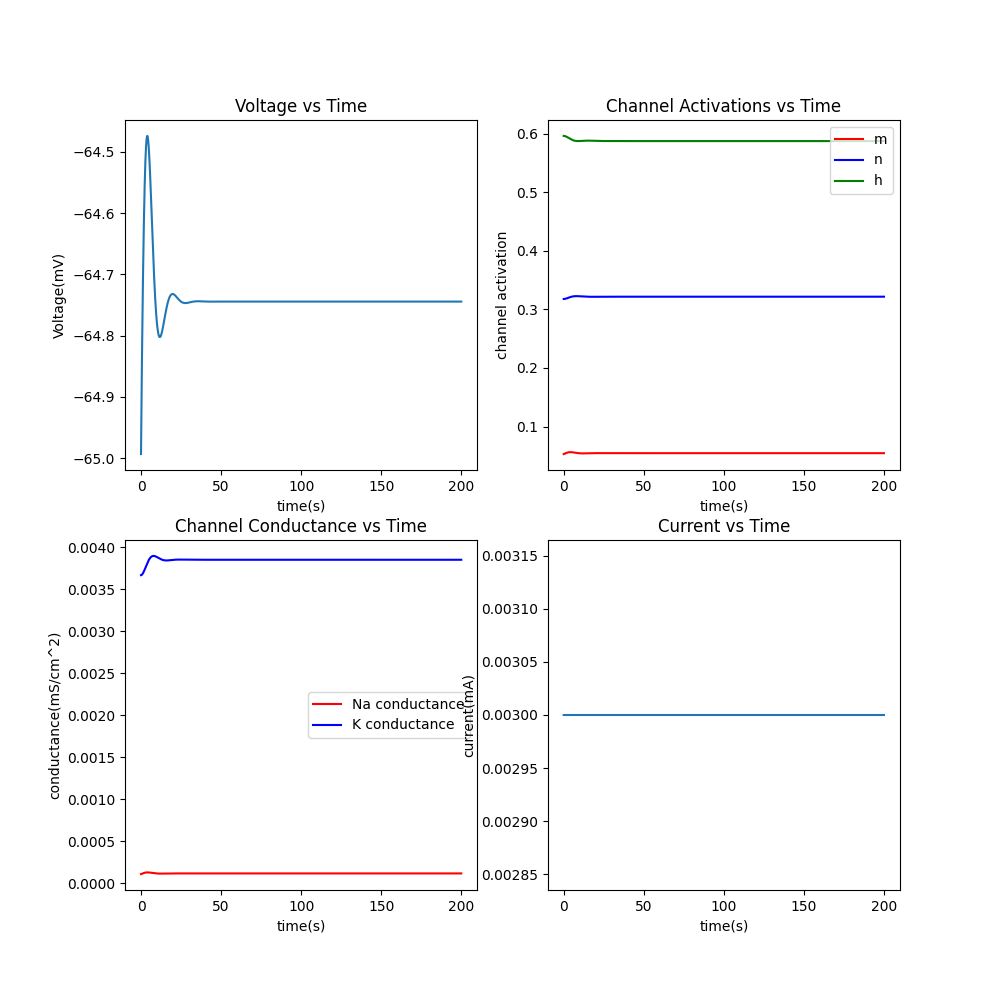 Voltage vs Time
−64.5
−64.6
−64.7
−64.8
−64.9
−65.0
Voltage(mV)
0 50 100 150 200
time(s)
Channel Activations vs Time
0.6
0.5
0.4
0.3
0.2
0.1
channel activation
m
n
h
0 50 100 150 200
time(s)
Channel Conductance vs Time
0.0040
0.0035
0.0030
0.0025
0.0020
0.0015
0.0010
0.0005
0.0000
conductance(mS/cm^2)
Na conductance
K conductance
0 50 100 150 200
time(s)
Current vs Time
0.00315
0.00310
0.00305
0.00300
0.00295
0.00290
0.00285
current(mA)
0 50 100 150 200
time(s)